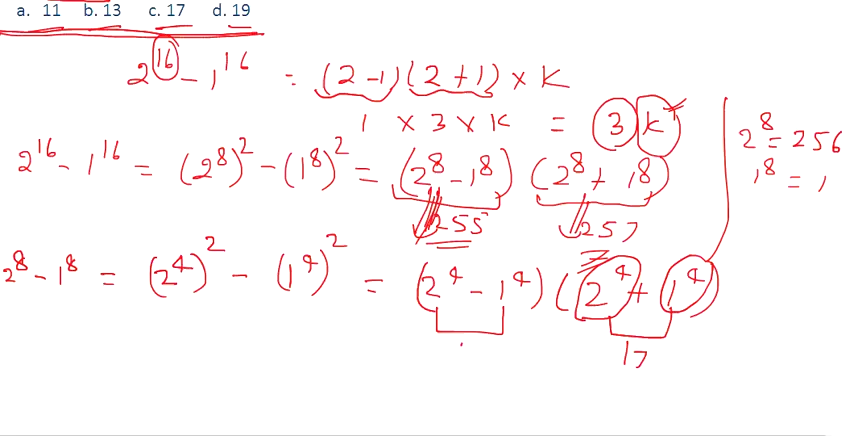 a. 11 b. 13 c. 17 d. 19
2^16 - 1^16 = (2-1)(2+1) × K
1 × 3 × K = 3 K
2^16 - 1^16 = (2^8)^2 - (1^8)^2 = (2^8 - 1^8) (2^8 + 1^8)
255 257
2^8 = 256
1^8 = 1
2^8 - 1^8 = (2^4)^2 - (1^4)^2 = (2^4 - 1^4) (2^4 + 1^4)
17